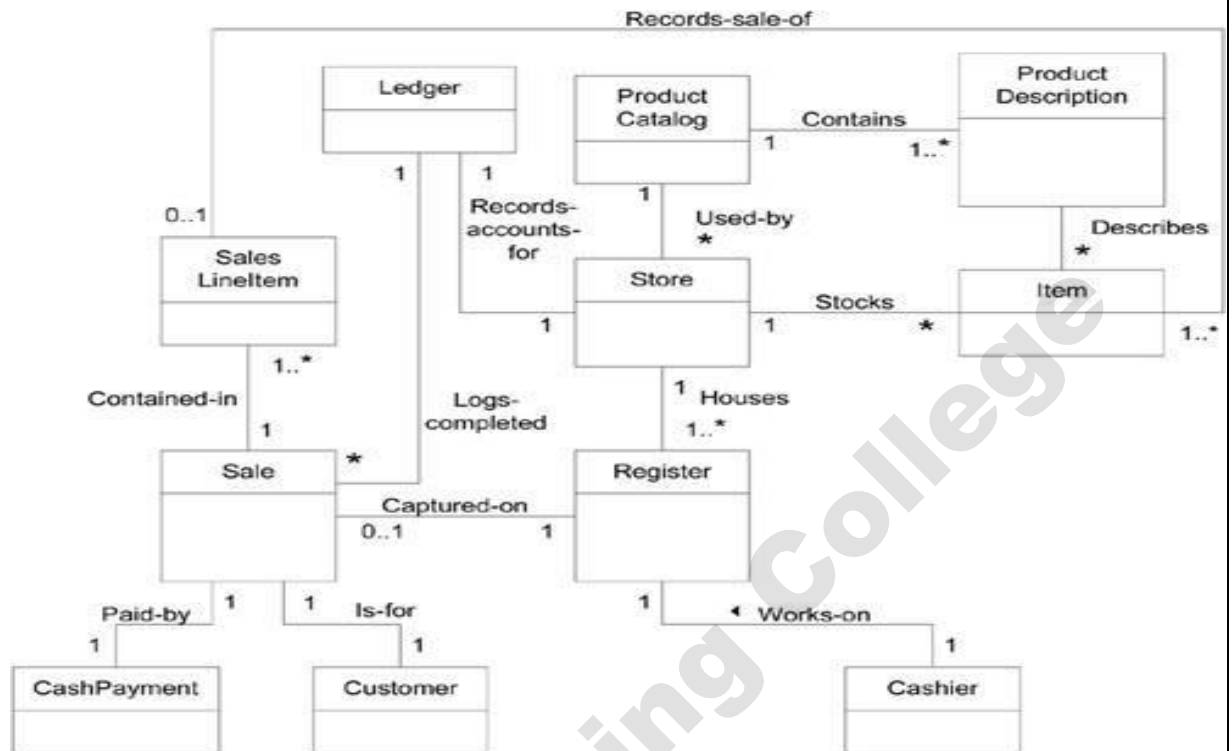 Records-sale-of
Ledger
Product
Catalog
Product
Description
Contains
1
1..*
1
1
1
Records-
accounts-
for
Used-by
*
Describes
*
0..1
Sales
LineItem
Store
Item
Stocks
1
1
*
1..*
1..*
Contained-in
1
Logs-
completed
1
Houses
1..*
Sale
*
Register
Captured-on
0..1
1
Paid-by
1
1
Is-for
1
Works-on
1
1
1
CashPayment
Customer
Cashier
ing College